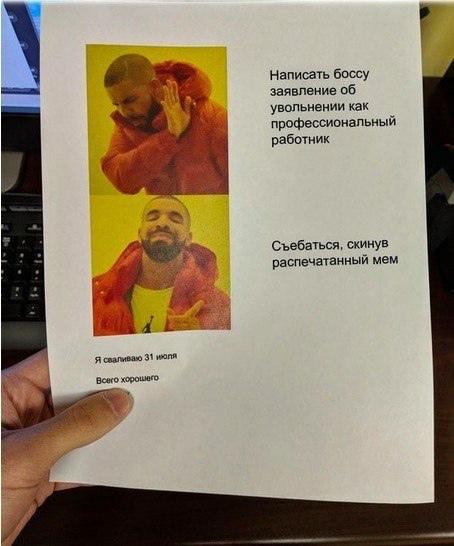 Написать боссу
заявление об
увольнении как
профессиональный
работник
Съебаться, скинув
распечатанный мем
Я сваливаю 31 июля
Всего хорошего